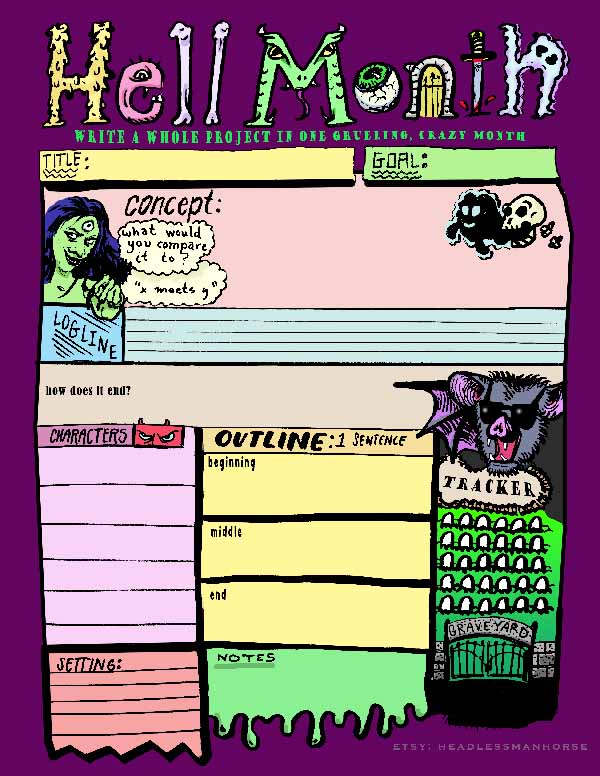 Hell Month
WRITE A WHOLE PROJECT IN ONE GRUELING, CRAZY MONTH
TITLE:
GOAL:
concept:
what would
you compare
it to?
"x meets y"
LOGLINE
how does it end?
CHARACTERS
OUTLINE: 1 SENTENCE
beginning
middle
end
TRACKER
GRAVEYARD
SETTING:
NOTES
ETSY: HEADLESSMANHORSE